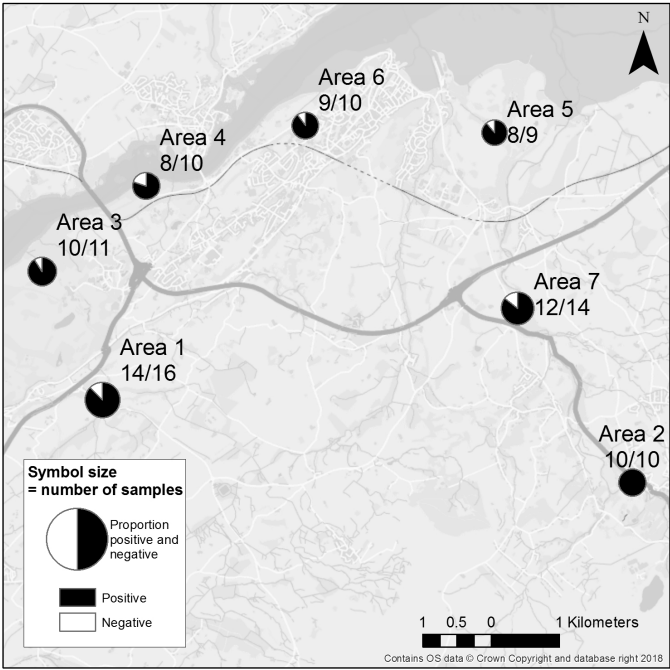 N
Area 6
9/10
Area 5
8/9
Area 4
8/10
Area 3
10/11
Area 7
12/14
Area 1
14/16
Area 2
10/10
Symbol size
= number of samples
Proportion
positive and
negative
Positive
Negative
1 0.5 0 1 Kilometers
Contains OS data © Crown Copyright and database right 2018